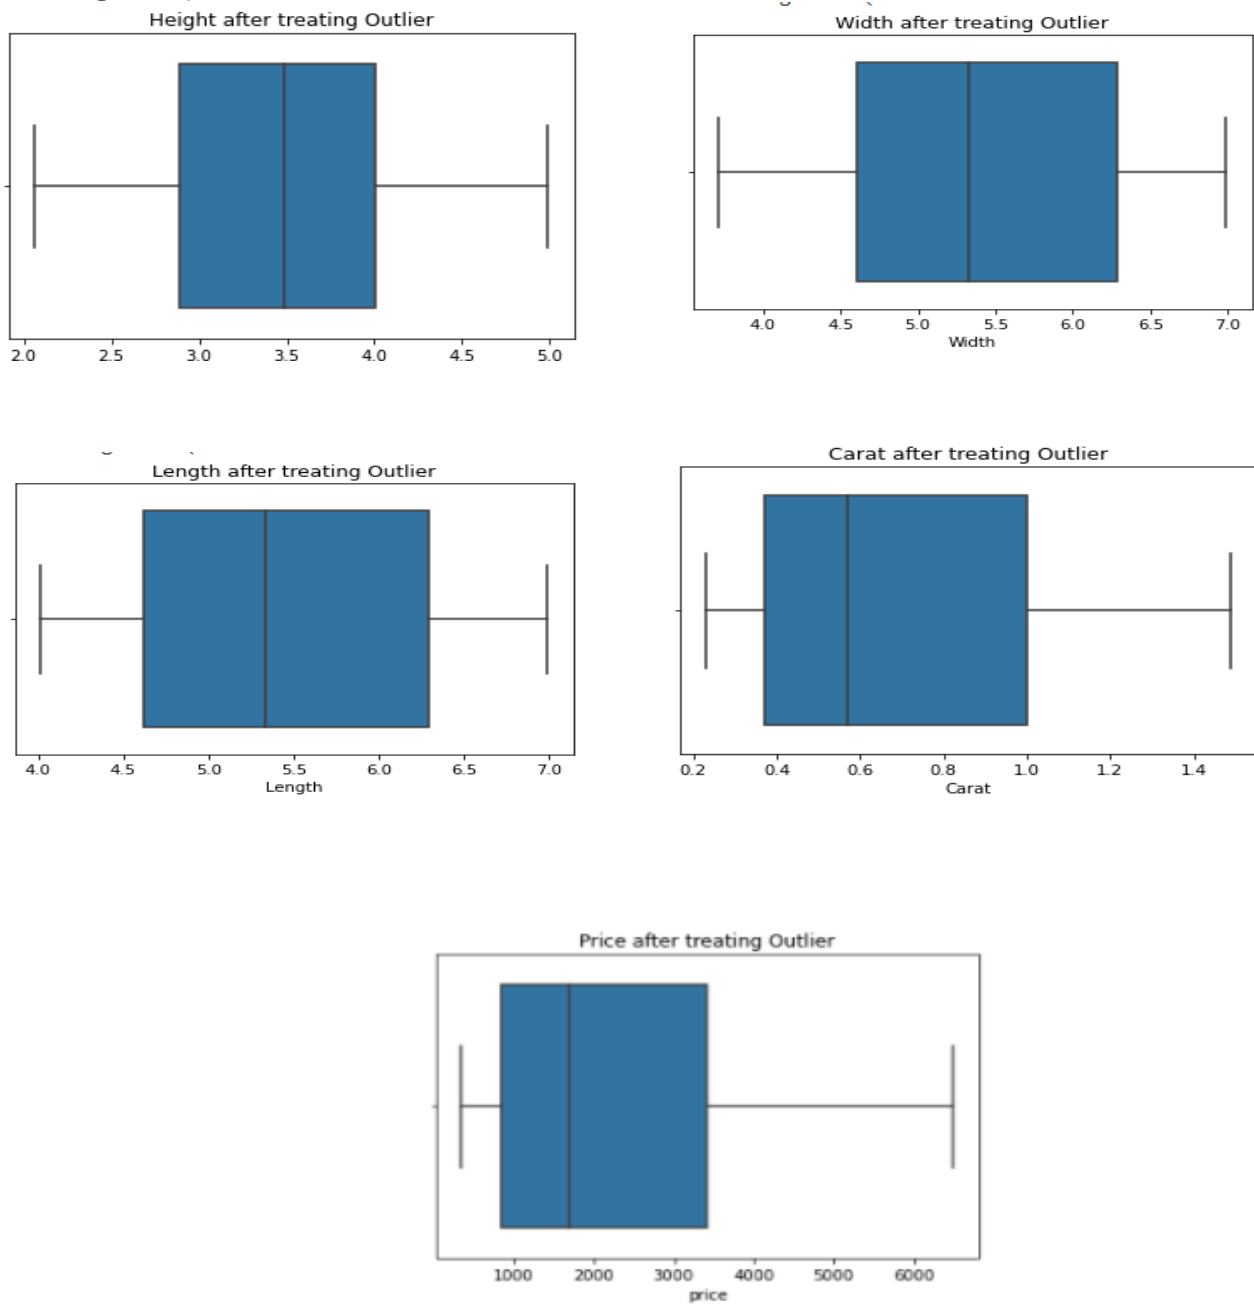 Height after treating Outlier
2.0 2.5 3.0 3.5 4.0 4.5 5.0
Width after treating Outlier
4.0 4.5 5.0 5.5 6.0 6.5 7.0
Width
Length after treating Outlier
4.0 4.5 5.0 5.5 6.0 6.5 7.0
Length
Carat after treating Outlier
0.2 0.4 0.6 0.8 1.0 1.2 1.4
Carat
Price after treating Outlier
1000 2000 3000 4000 5000 6000
price